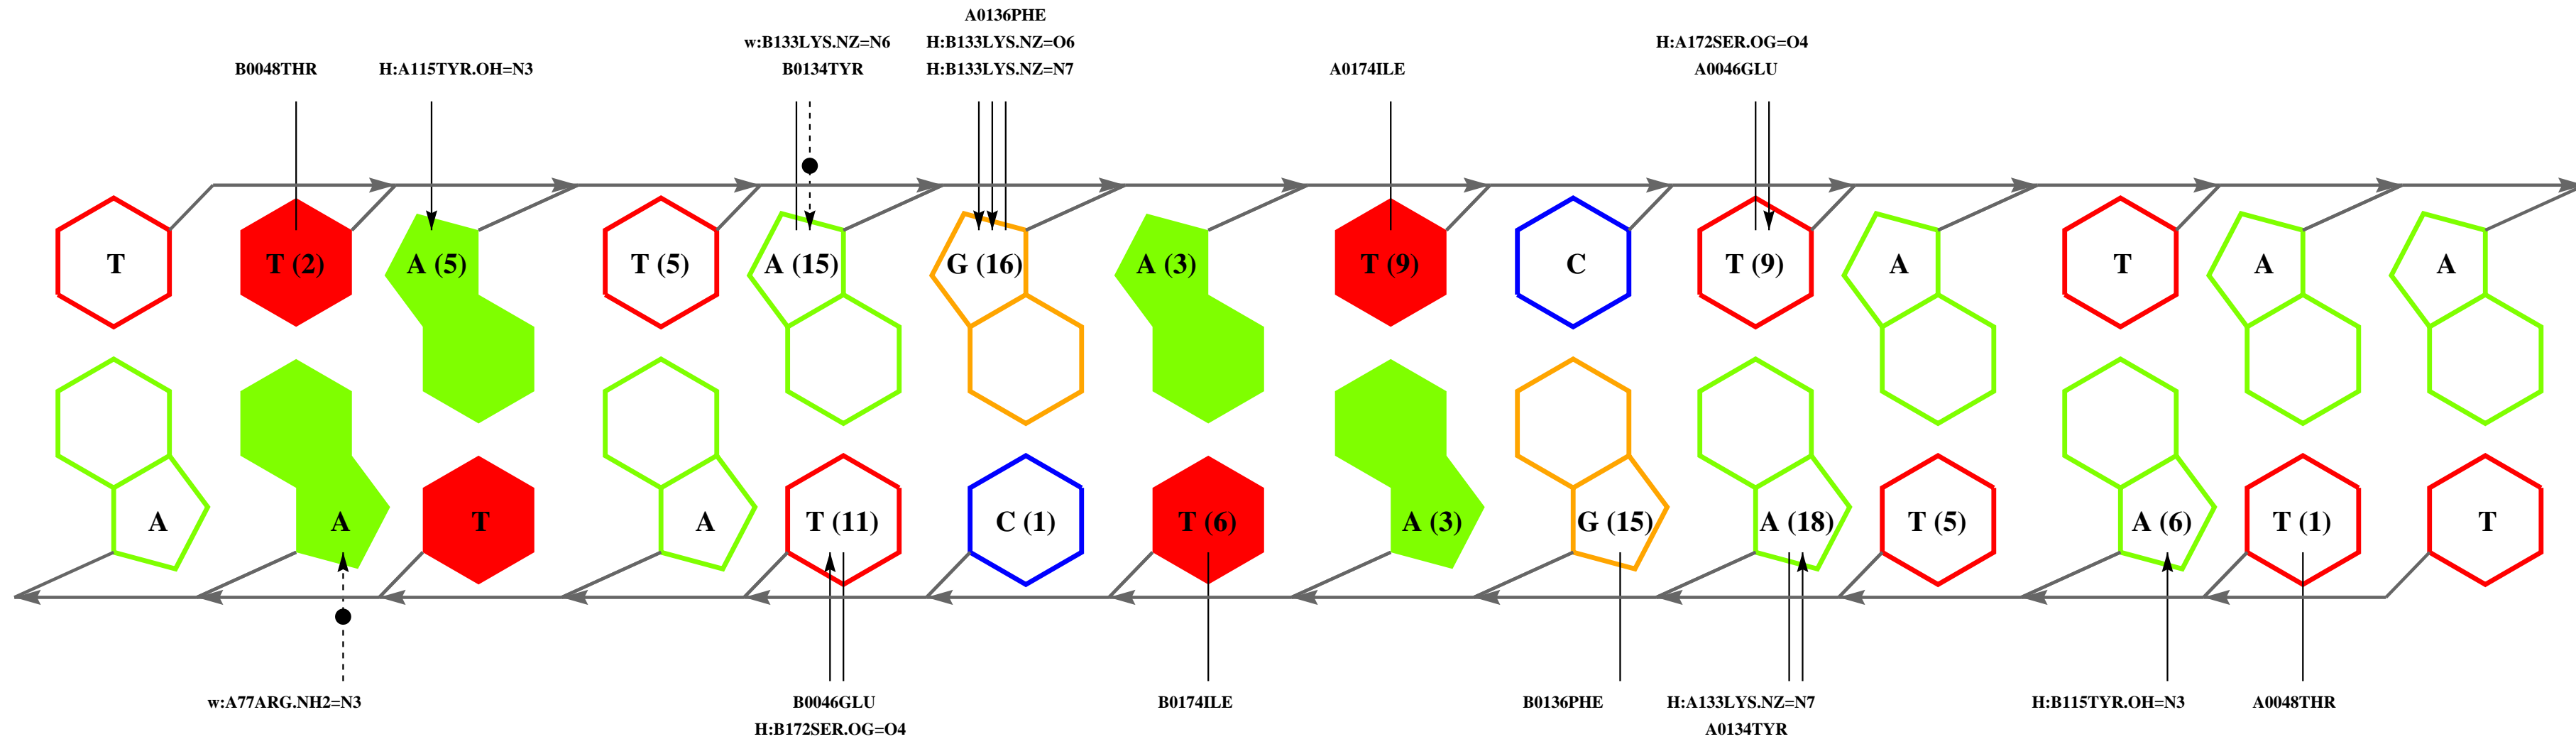 A0136PHE
w:B133LYS.NZ=N6 H:B133LYS.NZ=O6 H:A172SER.OG=O4
B0048THR H:A115TYR.OH=N3 B0134TYR H:B133LYS.NZ=N7 A0174ILE A0046GLU
T T (2) A (5) T (5) A (15) G (16) A (3) T (9) C T (9) A T A A
A A T A T (11) C (1) T (6) A (3) G (15) A (18) T (5) A (6) T (1) T
w:A77ARG.NH2=N3 B0046GLU B0174ILE B0136PHE H:A133LYS.NZ=N7 H:B115TYR.OH=N3 A0048THR
H:B172SER.OG=O4 A0134TYR